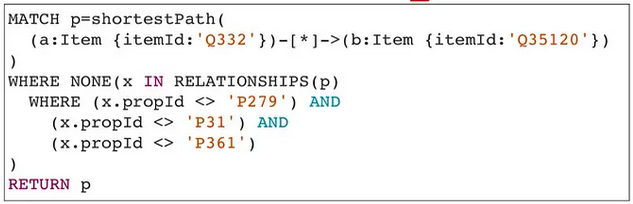 MATCH p=shortestPath(
(a:Item {itemId:'Q332'})-[*]->(b:Item {itemId:'Q35120'})
)
WHERE NONE(x IN RELATIONSHIPS(p)
WHERE (x.propId <> 'P279') AND
(x.propId <> 'P31') AND
(x.propId <> 'P361')
)
RETURN p